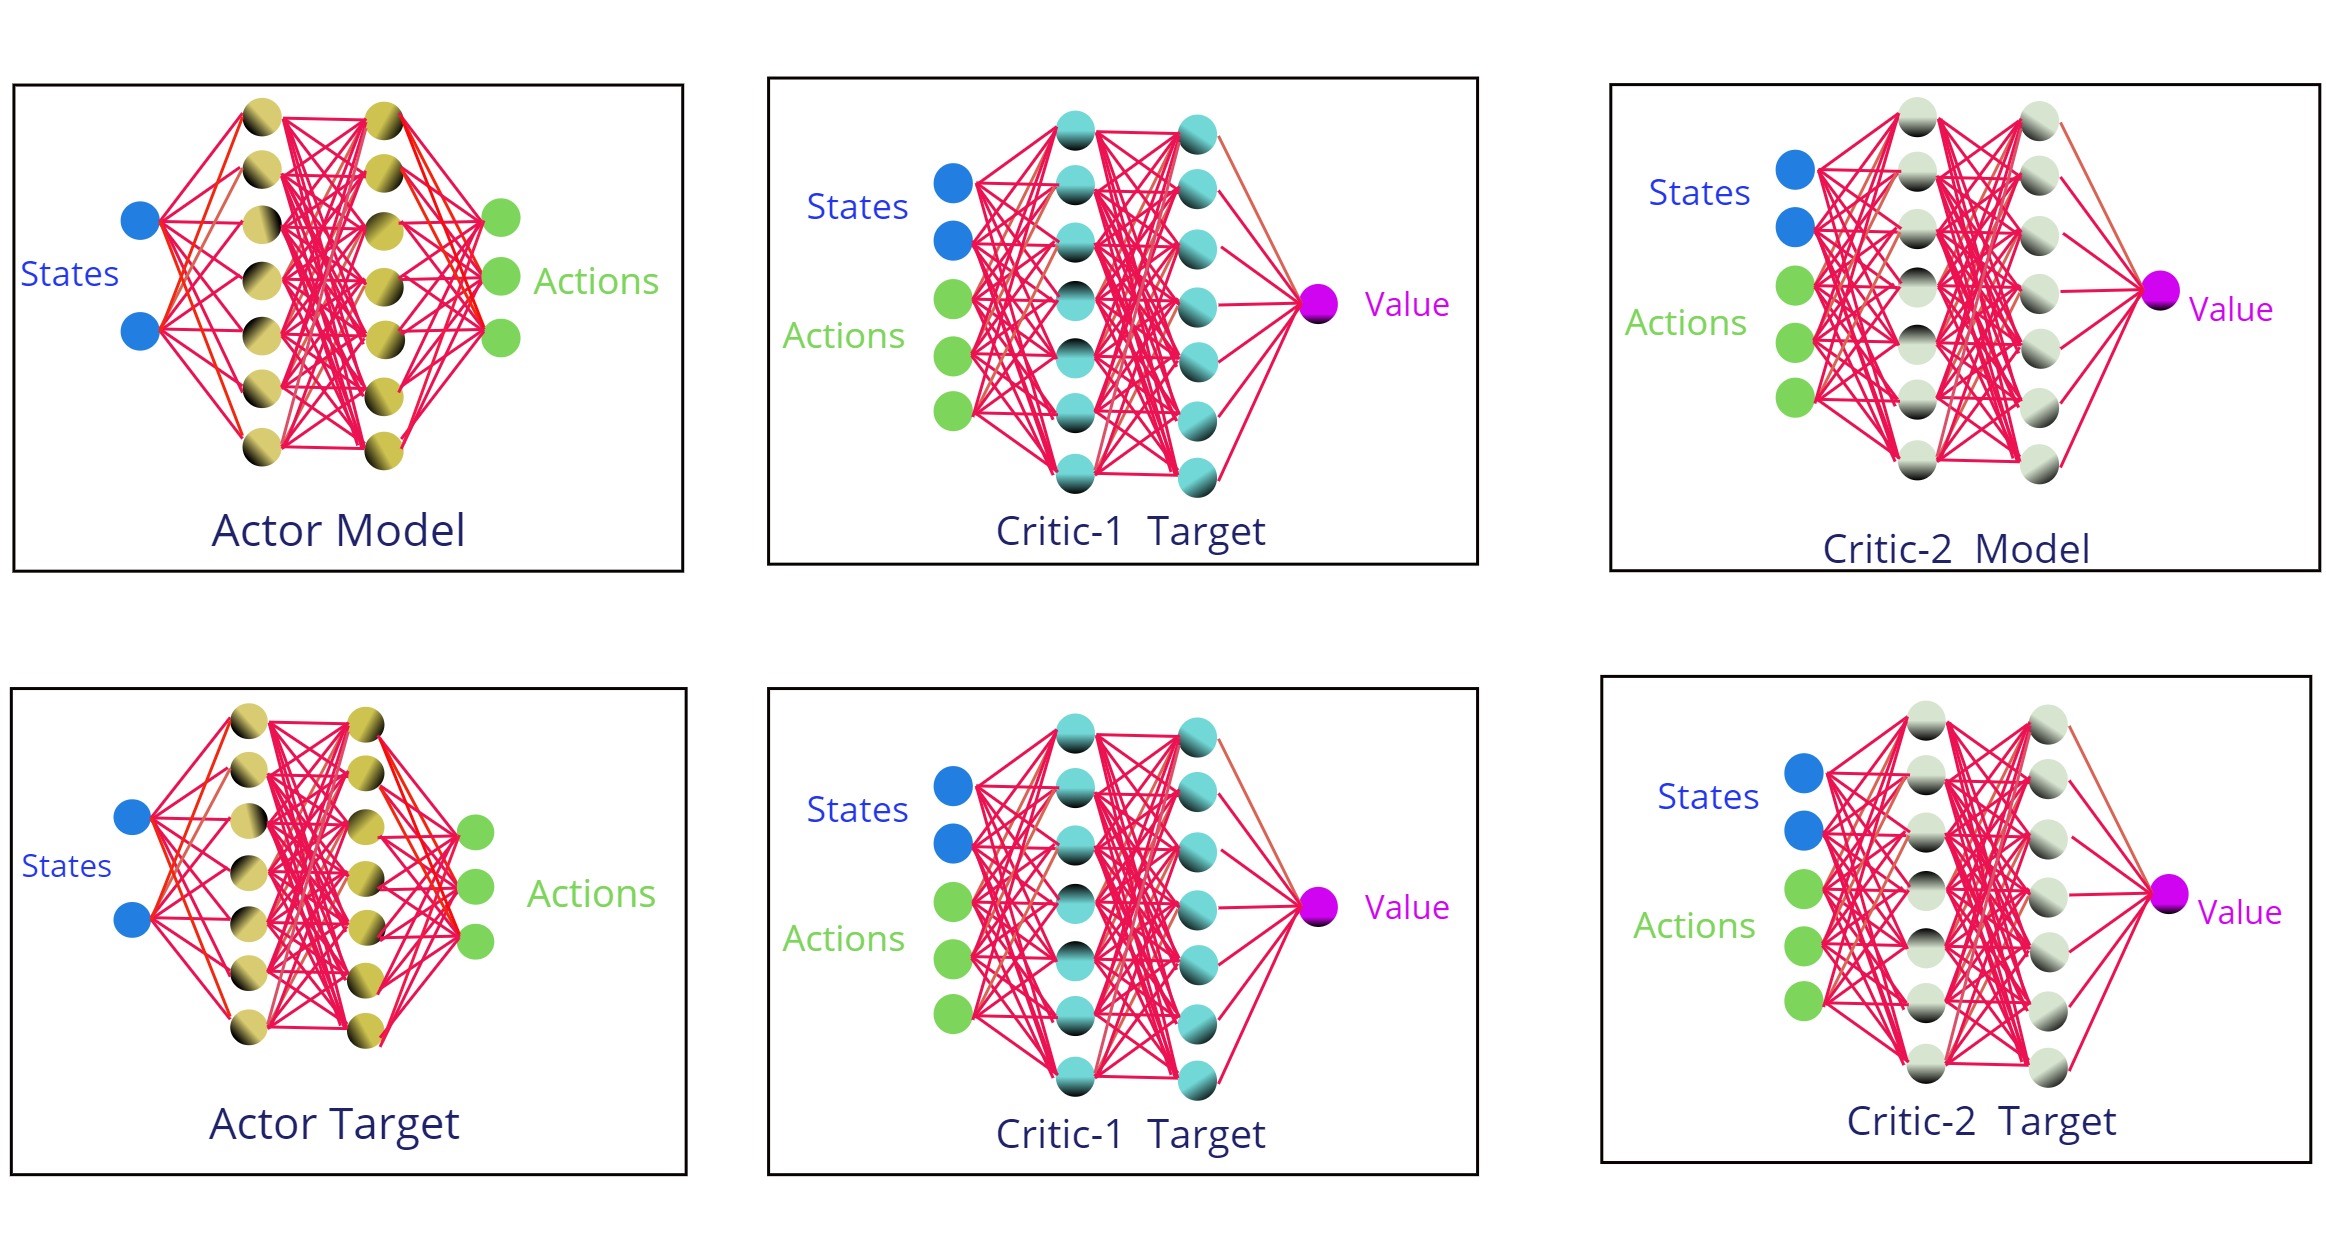 States
Actions
Actor Model
States
Actions
Value
Critic-1 Target
States
Actions
Value
Critic-2 Model
States
Actions
Actor Target
States
Actions
Value
Critic-1 Target
States
Actions
Value
Critic-2 Target